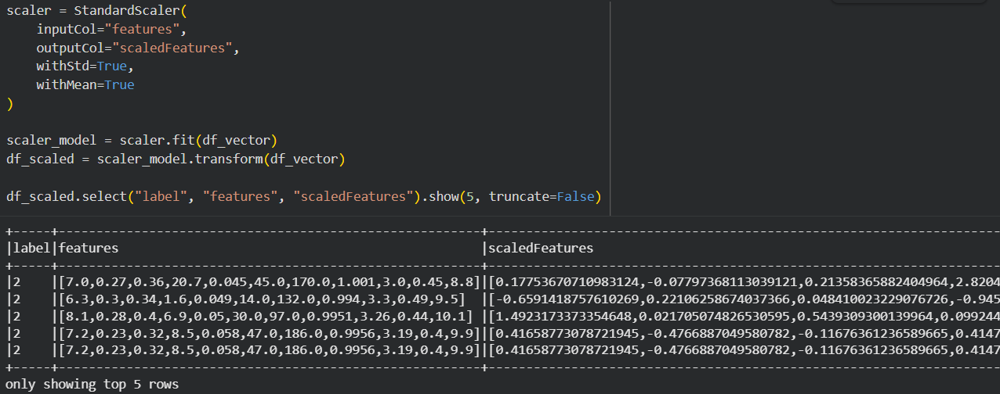 scaler = StandardScaler(
    inputCol="features",
    outputCol="scaledFeatures",
    withStd=True,
    withMean=True
)
scaler_model = scaler.fit(df_vector)
df_scaled = scaler_model.transform(df_vector)
df_scaled.select("label", "features", "scaledFeatures").show(5, truncate=False)
|label|features |scaledFeatures
|2 |[7.0,0.27,0.36,20.7,0.045,45.0,170.0,1.001,3.0,0.45,8.8]|[0.17753670710983124,-0.07797368113039121,0.21358365882404964,2.8204
|2 |[6.3,0.3,0.34,1.6,0.049,14.0,132.0,0.994,3.3,0.49,9.5] |[-0.6591418757610269,0.22106258674037366,0.048410023229076726,-0.945
|2 |[8.1,0.28,0.4,6.9,0.05,30.0,97.0,0.9951,3.26,0.44,10.1] |[1.4923173373354648,0.021705074826530595,0.5439309300139964,0.099244
|2 |[7.2,0.23,0.32,8.5,0.058,47.0,186.0,0.9956,3.19,0.4,9.9]|[0.41658773078721945,-0.4766887049580782,-0.11676361236589665,0.4147
|2 |[7.2,0.23,0.32,8.5,0.058,47.0,186.0,0.9956,3.19,0.4,9.9]|[0.41658773078721945,-0.4766887049580782,-0.11676361236589665,0.4147
only showing top 5 rows